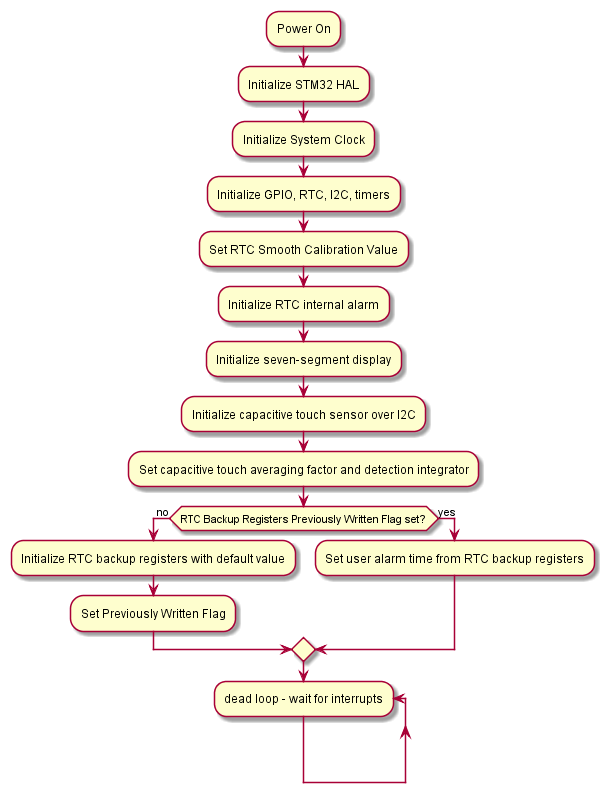 Power On
Initialize STM32 HAL
Initialize System Clock
Initialize GPIO, RTC, I2C, timers
Set RTC Smooth Calibration Value
Initialize RTC internal alarm
Initialize seven-segment display
Initialize capacitive touch sensor over I2C
Set capacitive touch averaging factor and detection integrator
no
RTC Backup Registers Previously Written Flag set?
yes
Initialize RTC backup registers with default value
Set user alarm time from RTC backup registers
Set Previously Written Flag
dead loop - wait for interrupts